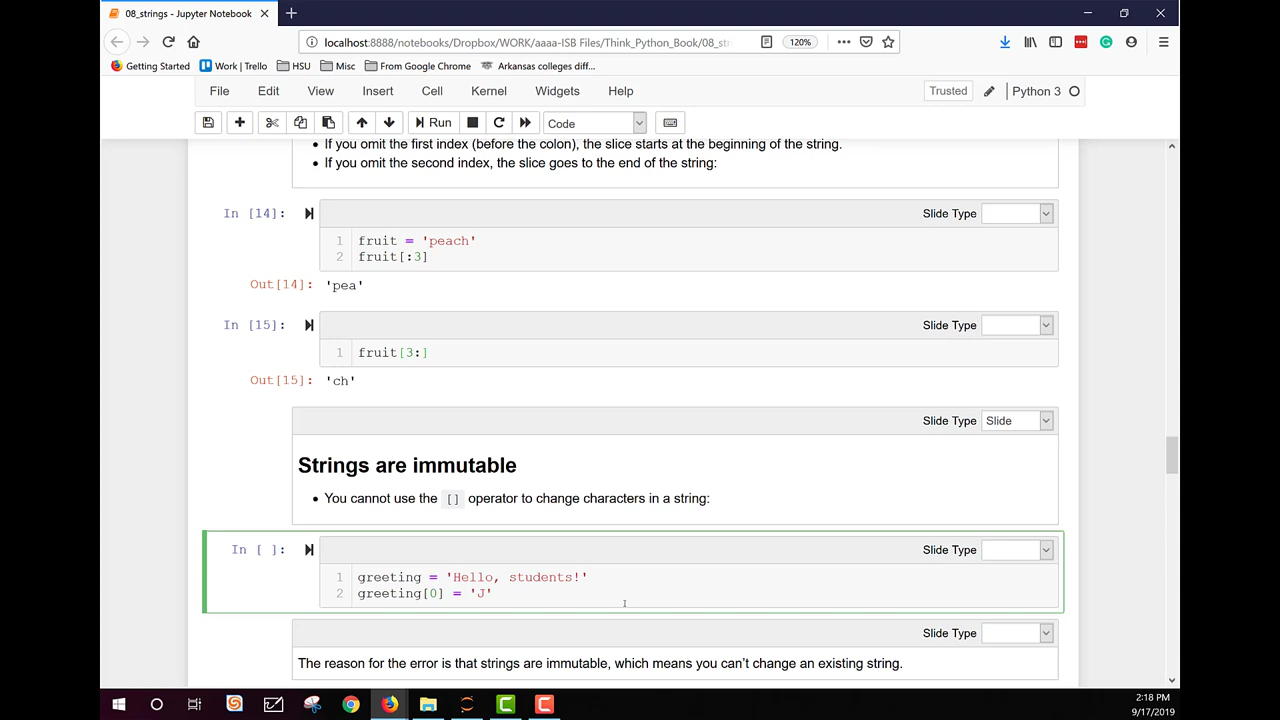 08_strings - Jupyter Notebook
localhost:8888/notebooks/Dropbox/WORK/aaaa-ISB Files/Think_Python_Book/08_str
120%
Getting Started Work | Trello HSU Misc From Google Chrome Arkansas colleges diff...
File Edit View Insert Cell Kernel Widgets Help Trusted Python 3
Run Code
If you omit the first index (before the colon), the slice starts at the beginning of the string.
If you omit the second index, the slice goes to the end of the string:
In [14]: Slide Type
1 fruit = 'peach'
2 fruit[:3]
Out[14]: 'pea'
In [15]: Slide Type
1 fruit[3:]
Out[15]: 'ch'
Slide Type Slide
Strings are immutable
You cannot use the [] operator to change characters in a string:
In [ ]: Slide Type
1 greeting = 'Hello, students!'
2 greeting[0] = 'J'
Slide Type
The reason for the error is that strings are immutable, which means you can't change an existing string.
2:18 PM
9/17/2019